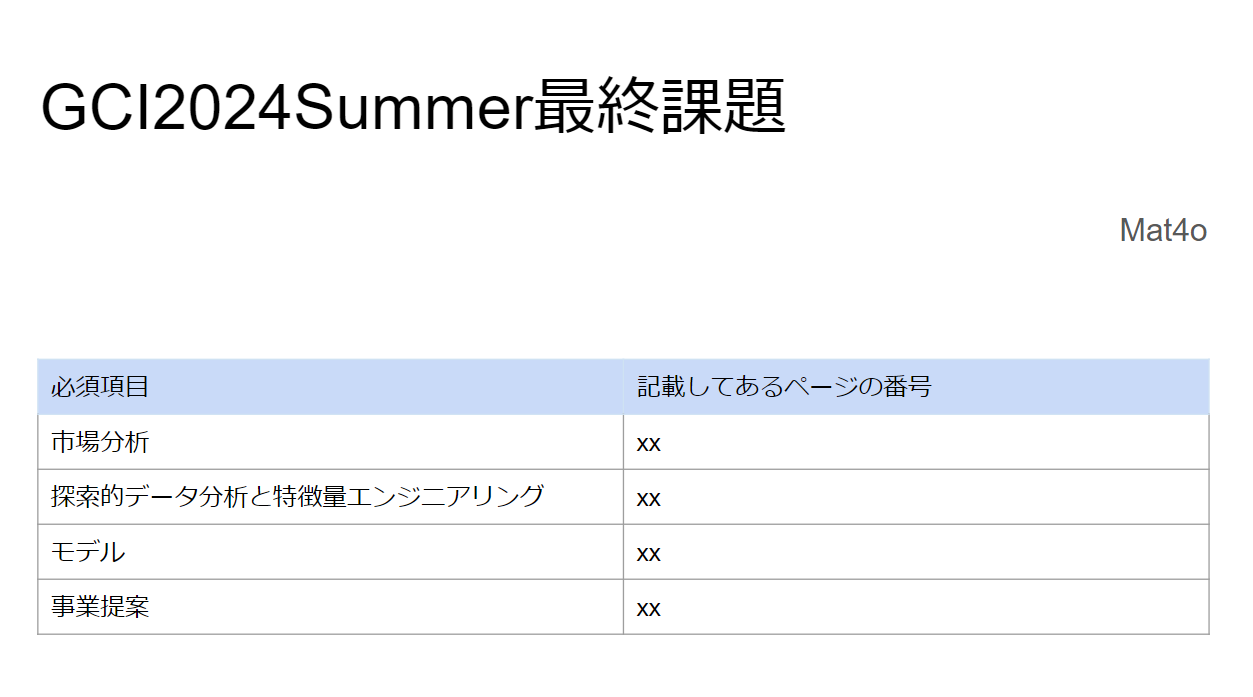 GCI2024Summer最終課題
Mat4o
必須項目 記載してあるページの番号
市場分析 xx
探索的データ分析と特徴量エンジニアリング xx
モデル xx
事業提案 xx